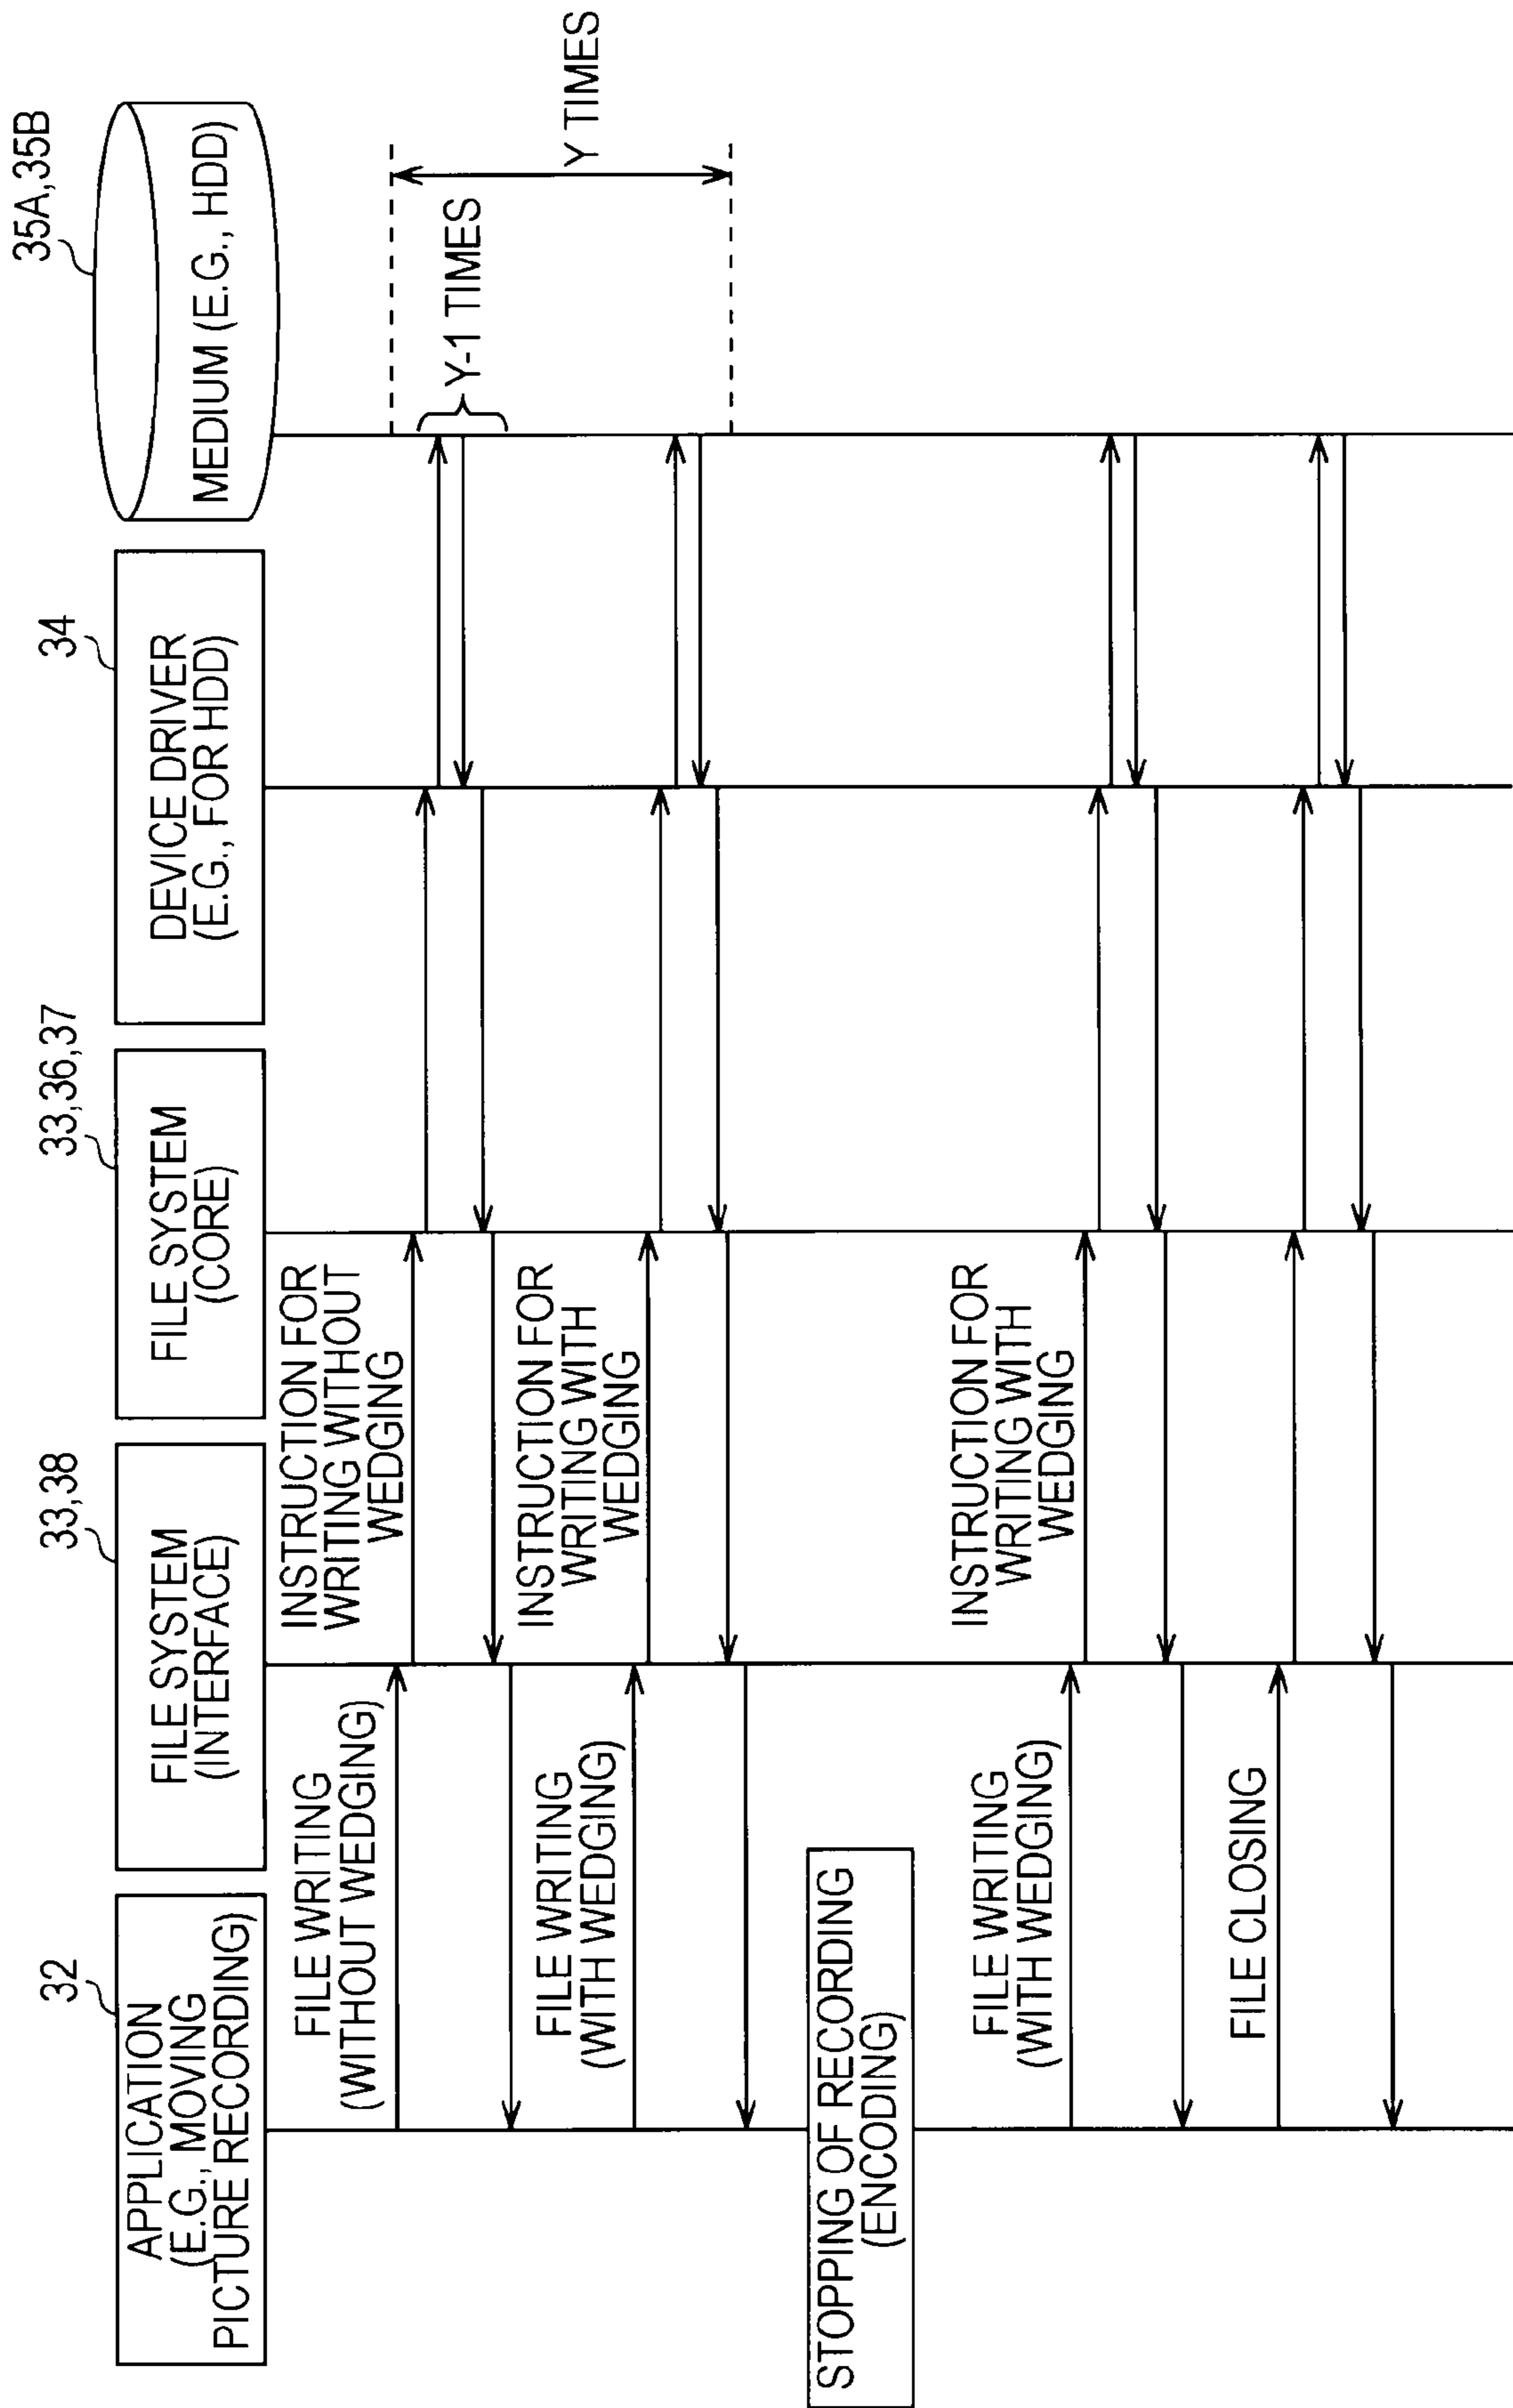 32
33,38
33,36,37
34
35A,35B
APPLICATION
(E.G., MOVING
PICTURE RECORDING)
FILE SYSTEM
(INTERFACE)
FILE SYSTEM
(CORE)
DEVICE DRIVER
(E.G., FOR HDD)
MEDIUM (E.G., HDD)
FILE WRITING
(WITHOUT WEDGING)
INSTRUCTION FOR
WRITING WITHOUT
WEDGING
Y-1 TIMES
Y TIMES
FILE WRITING
(WITH WEDGING)
INSTRUCTION FOR
WRITING WITH
WEDGING
STOPPING OF RECORDING
(ENCODING)
FILE WRITING
(WITH WEDGING)
INSTRUCTION FOR
WRITING WITH
WEDGING
FILE CLOSING